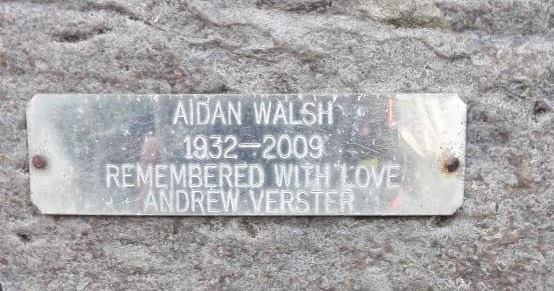 AIDAN WALSH
1932—2009
REMEMBERED WITH LOVE
ANDREW VERSTER